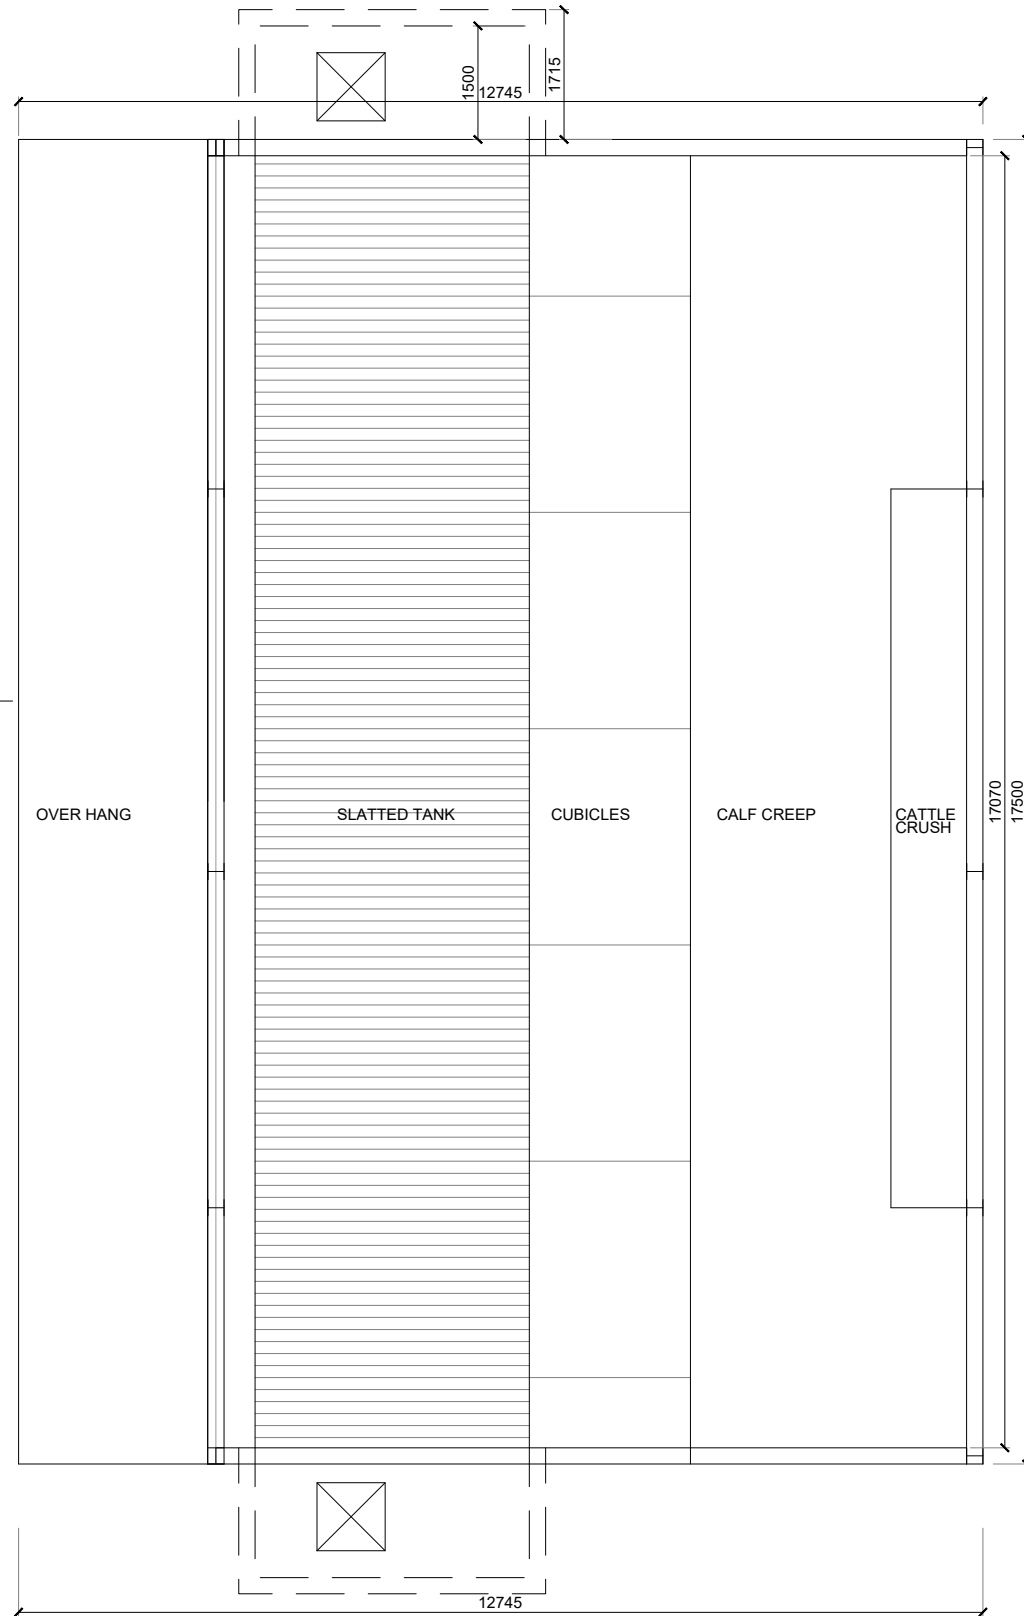 1715
1500
12745
OVER HANG
SLATTED TANK
CUBICLES
CALF CREEP
CATTLE
CRUSH
17070
17500
12745